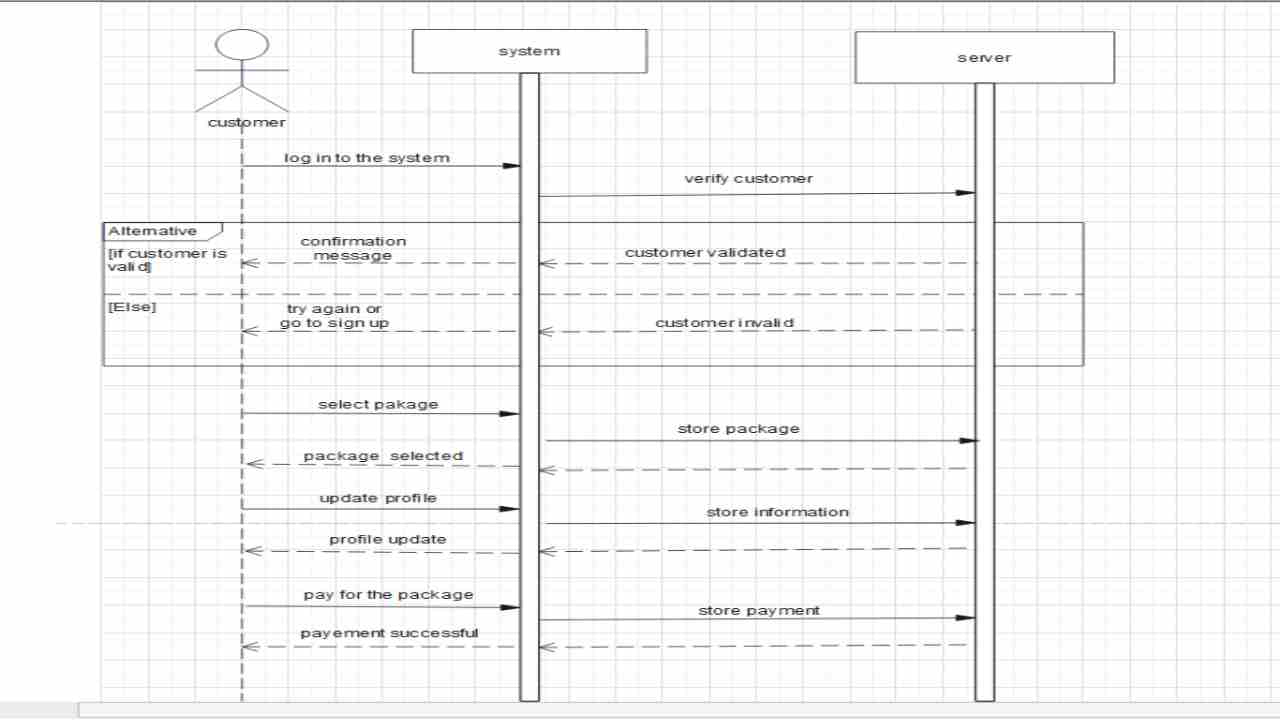 system
server
customer
log in to the system
verify customer
Alternative
[if customer is
valid]
confirmation
message
customer validated
[Else]
try again or
go to sign up
customer invalid
select pakage
store package
package selected
update profile
store information
profile update
pay for the package
store payment
payement successful